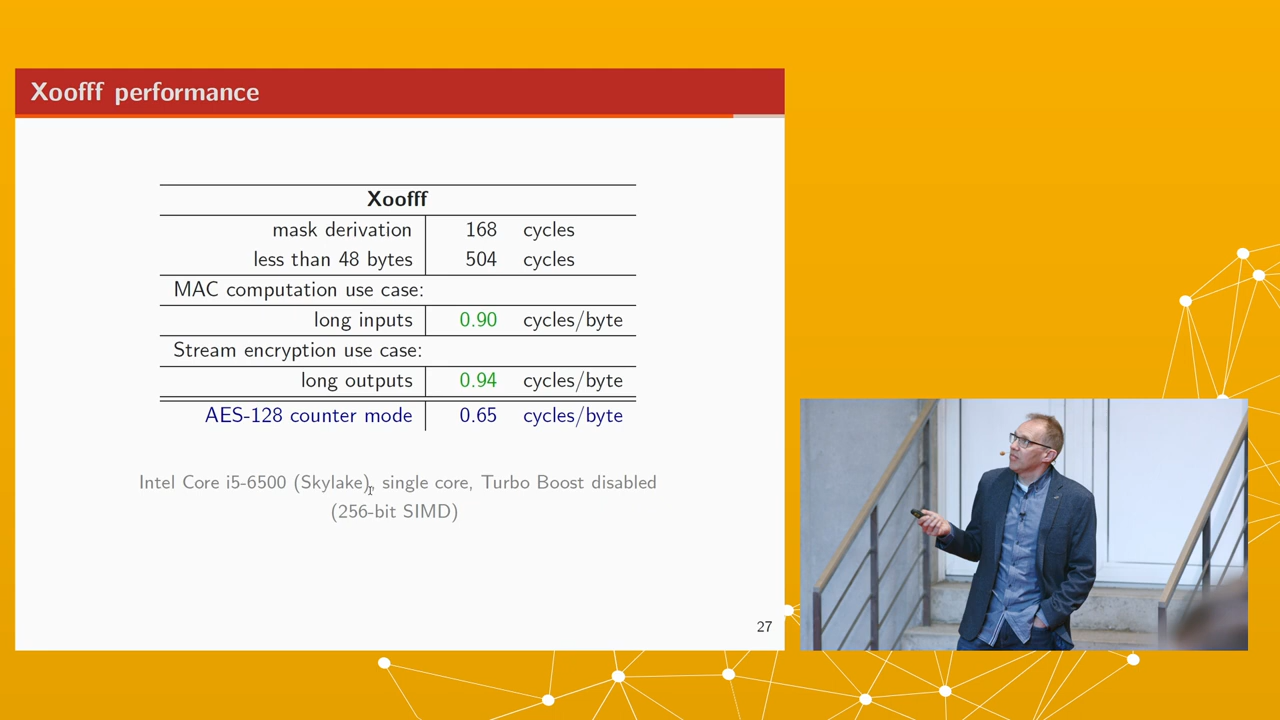 Xoofff performance
Xoofff
mask derivation 168 cycles
less than 48 bytes 504 cycles
MAC computation use case:
long inputs 0.90 cycles/byte
Stream encryption use case:
long outputs 0.94 cycles/byte
AES-128 counter mode 0.65 cycles/byte
Intel Core i5-6500 (Skylake), single core, Turbo Boost disabled
(256-bit SIMD)
27